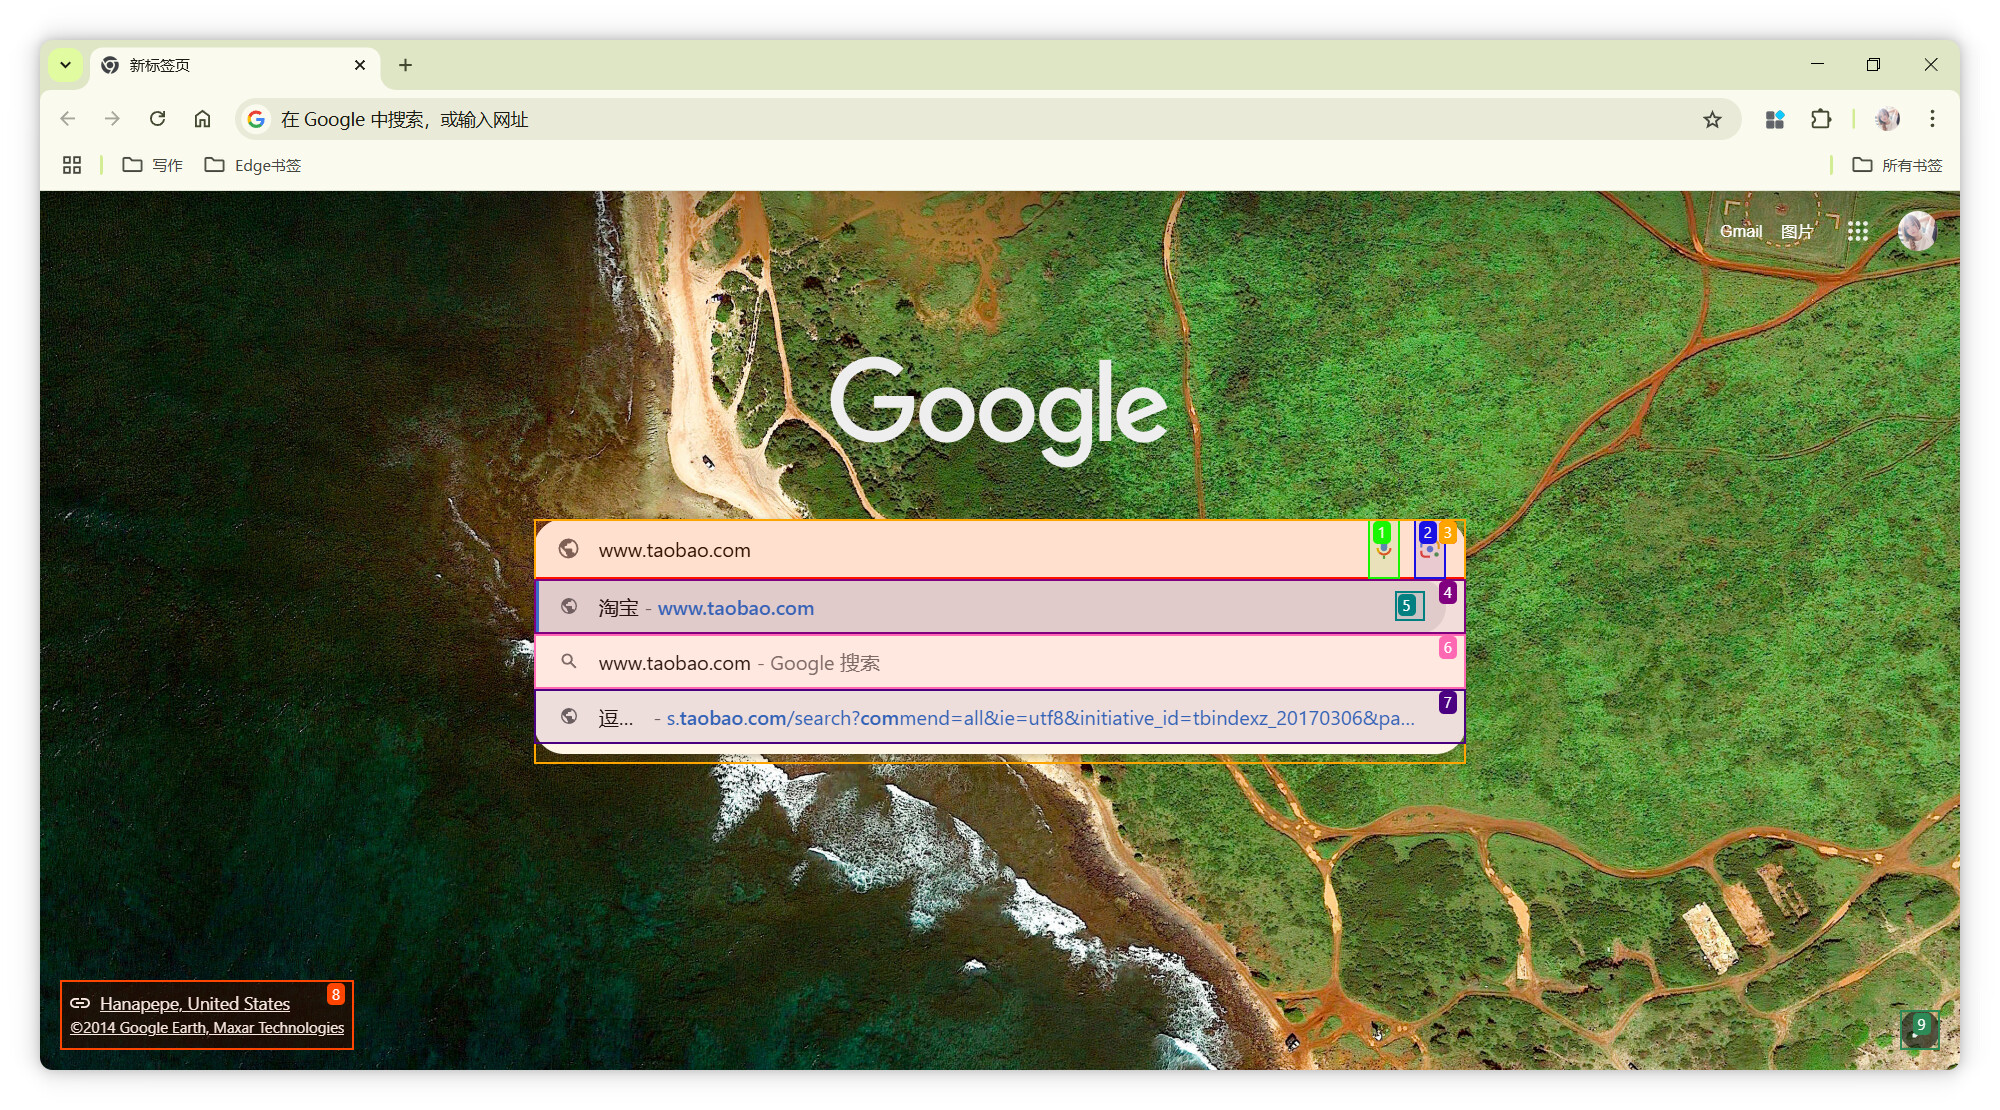 新标签页
在 Google 中搜索，或输入网址
写作 Edge书签 所有书签
Gmail 图片
Google
www.taobao.com 1 2 3
淘宝 - www.taobao.com 5 4
www.taobao.com - Google 搜索 6
逗... - s.taobao.com/search?commend=all&ie=utf8&initiative_id=tbindexz_20170306&pa... 7
Hanapepe, United States 8
©2014 Google Earth, Maxar Technologies
9